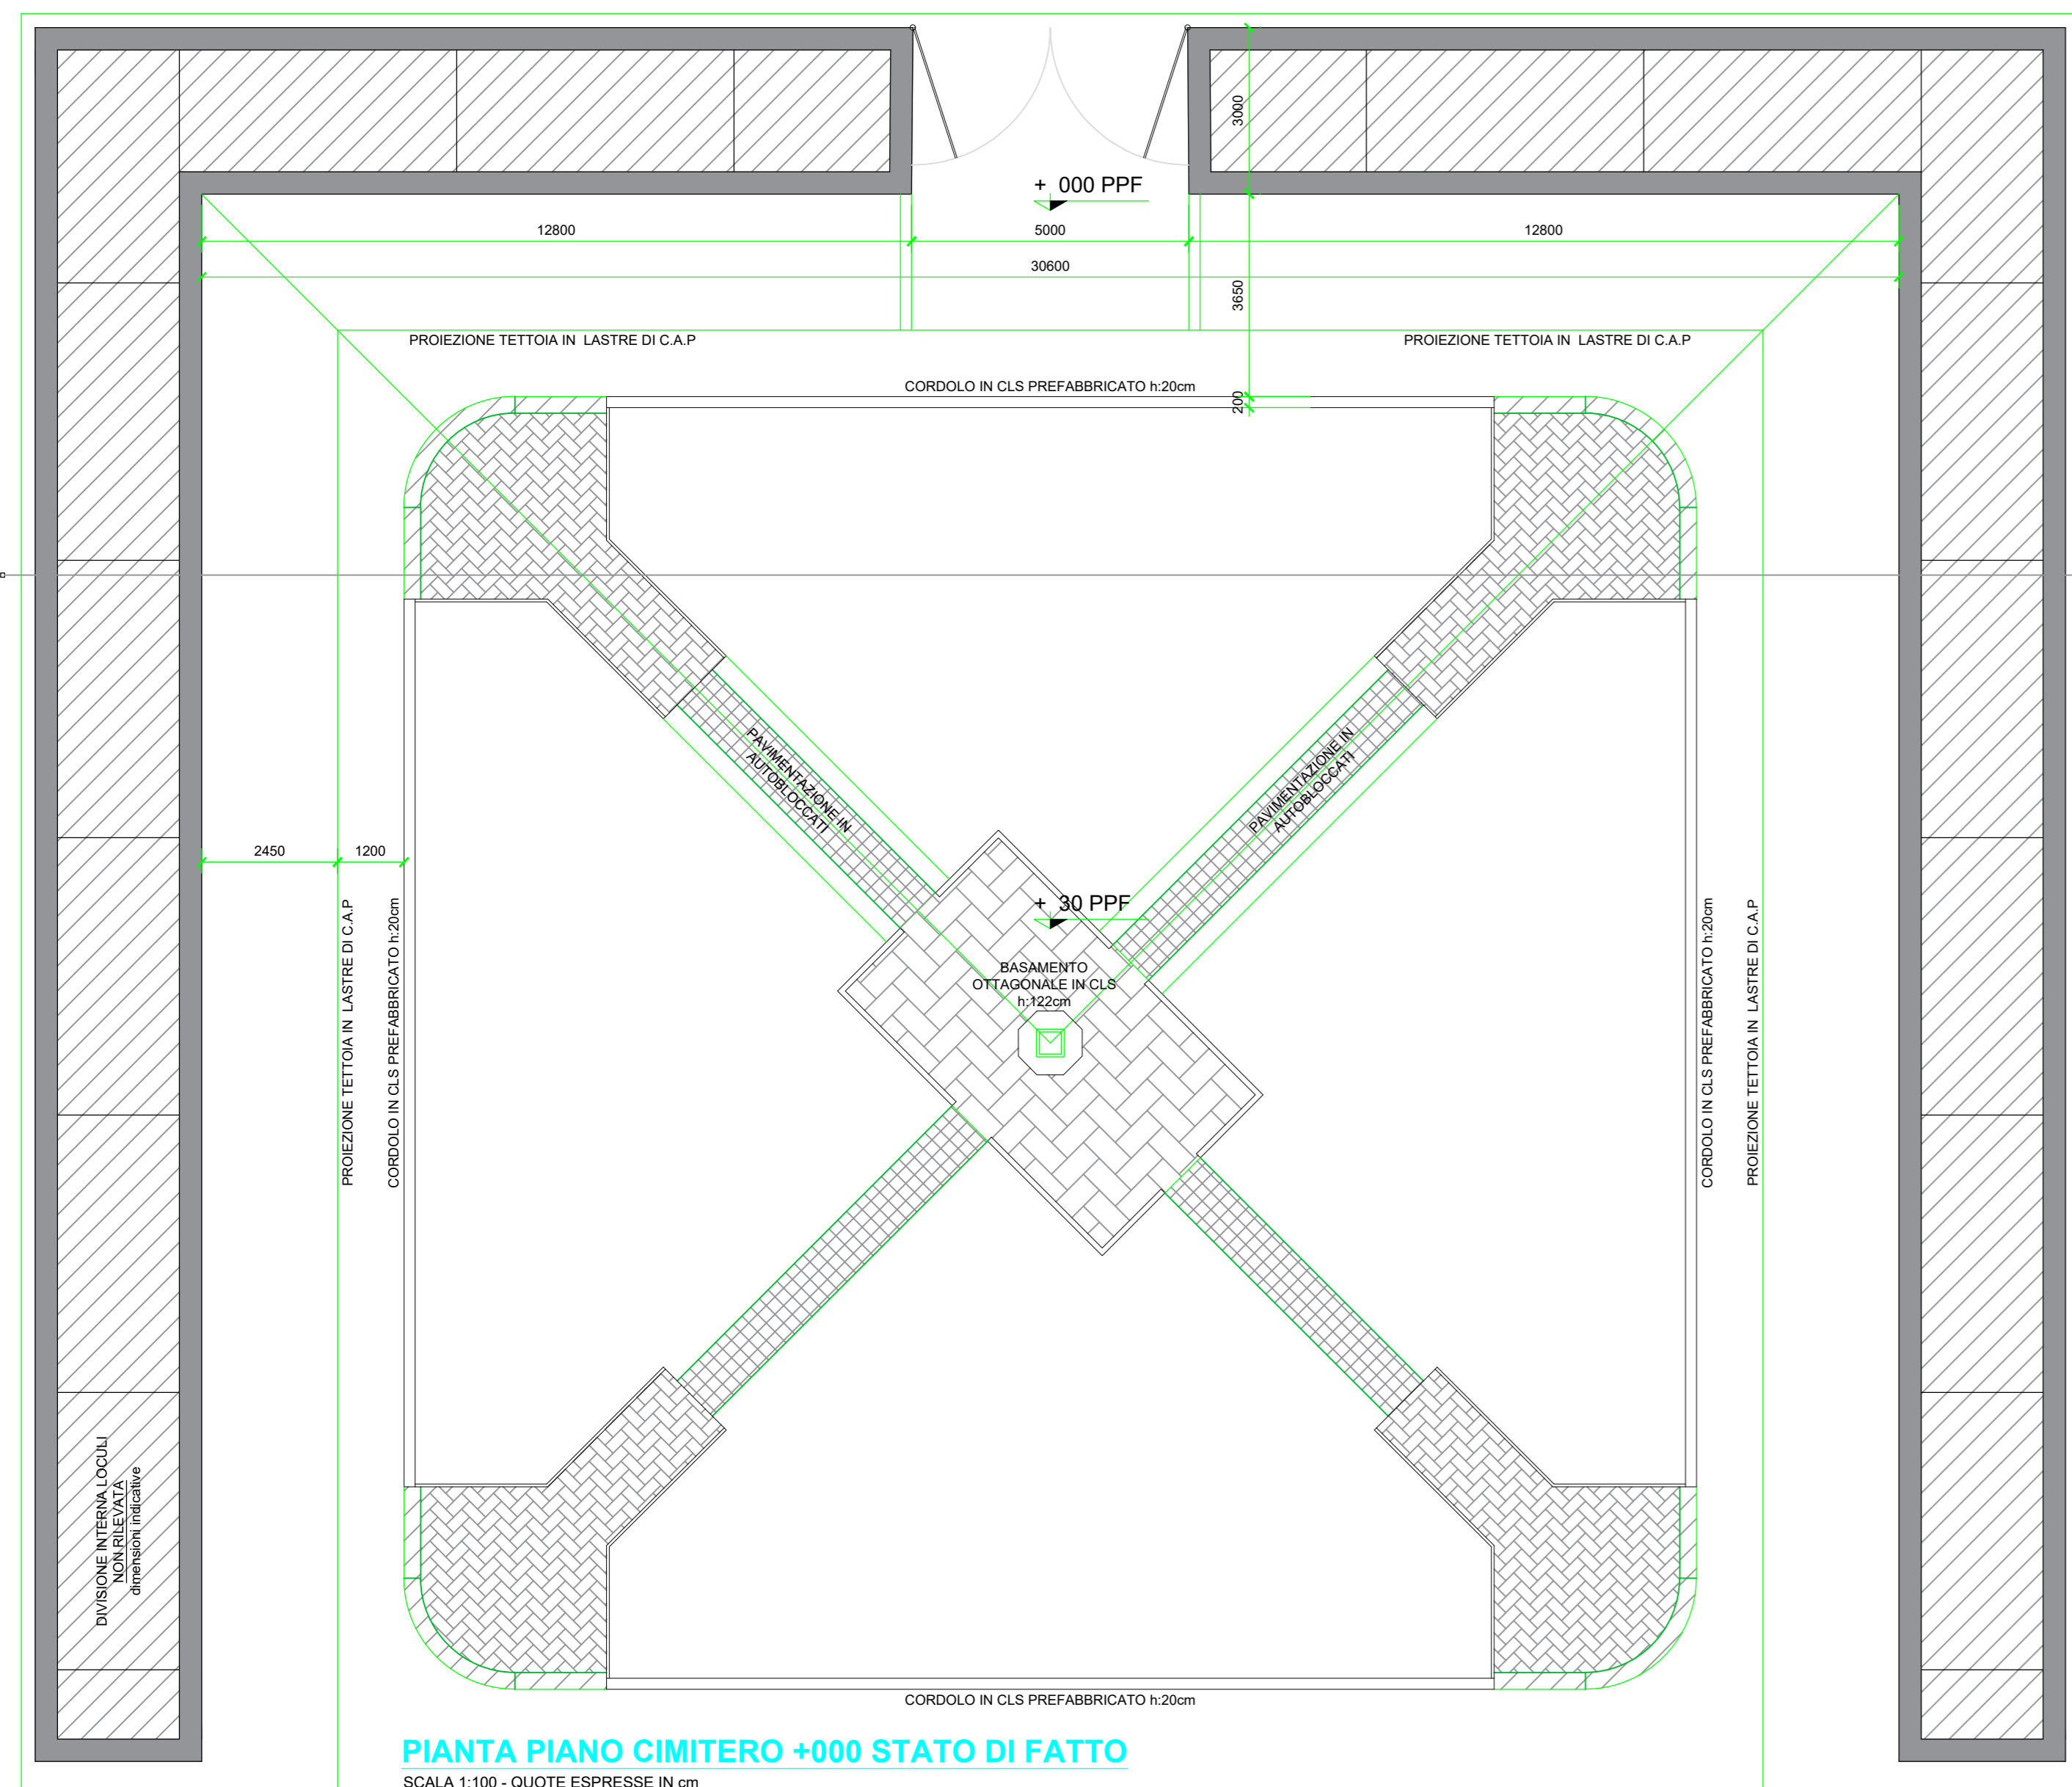 3000
+ 000 PPF
12800
5000
12800
30600
3650
PROIEZIONE TETTOIA IN LASTRE DI C.A.P
PROIEZIONE TETTOIA IN LASTRE DI C.A.P
CORDOLO IN CLS PREFABBRICATO h:20cm
200
PAVIMENTAZIONE IN
AUTOBLOCCATI
PAVIMENTAZIONE IN
AUTOBLOCCATI
2450
1200
+ 30 PPF
BASAMENTO
OTTAGONALE IN CLS
h:122cm
PROIEZIONE TETTOIA IN LASTRE DI C.A.P
CORDOLO IN CLS PREFABBRICATO h:20cm
CORDOLO IN CLS PREFABBRICATO h:20cm
PROIEZIONE TETTOIA IN LASTRE DI C.A.P
DIVISIONE INTERNA LOCULI
NON RILEVATA
dimensioni indicative
CORDOLO IN CLS PREFABBRICATO h:20cm
PIANTA PIANO CIMITERO +000 STATO DI FATTO
SCALA 1:100 - QUOTE ESPRESSE IN cm